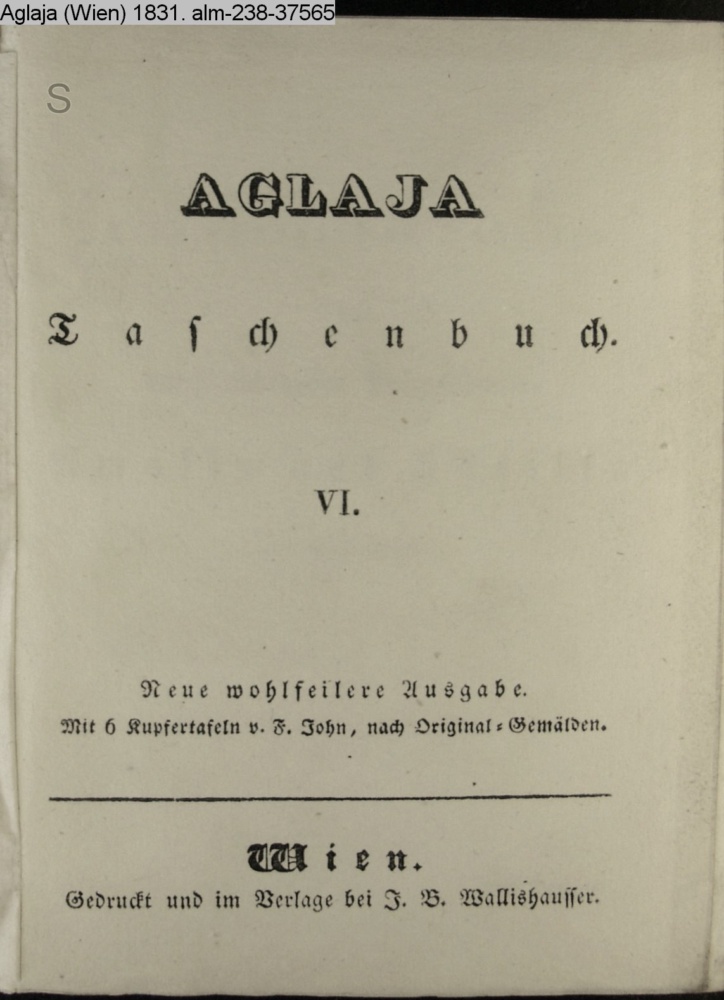 Aglaja (Wien) 1831. alm-238-37565
S
AGLAJA
Taschenbuch.
VI.
Neue wohlfeilere Ausgabe.
Mit 6 Kupfertafeln v. F. John, nach Original-Gemälden.
Wien.
Gedruckt und im Verlage bei J. B. Wallishausser.